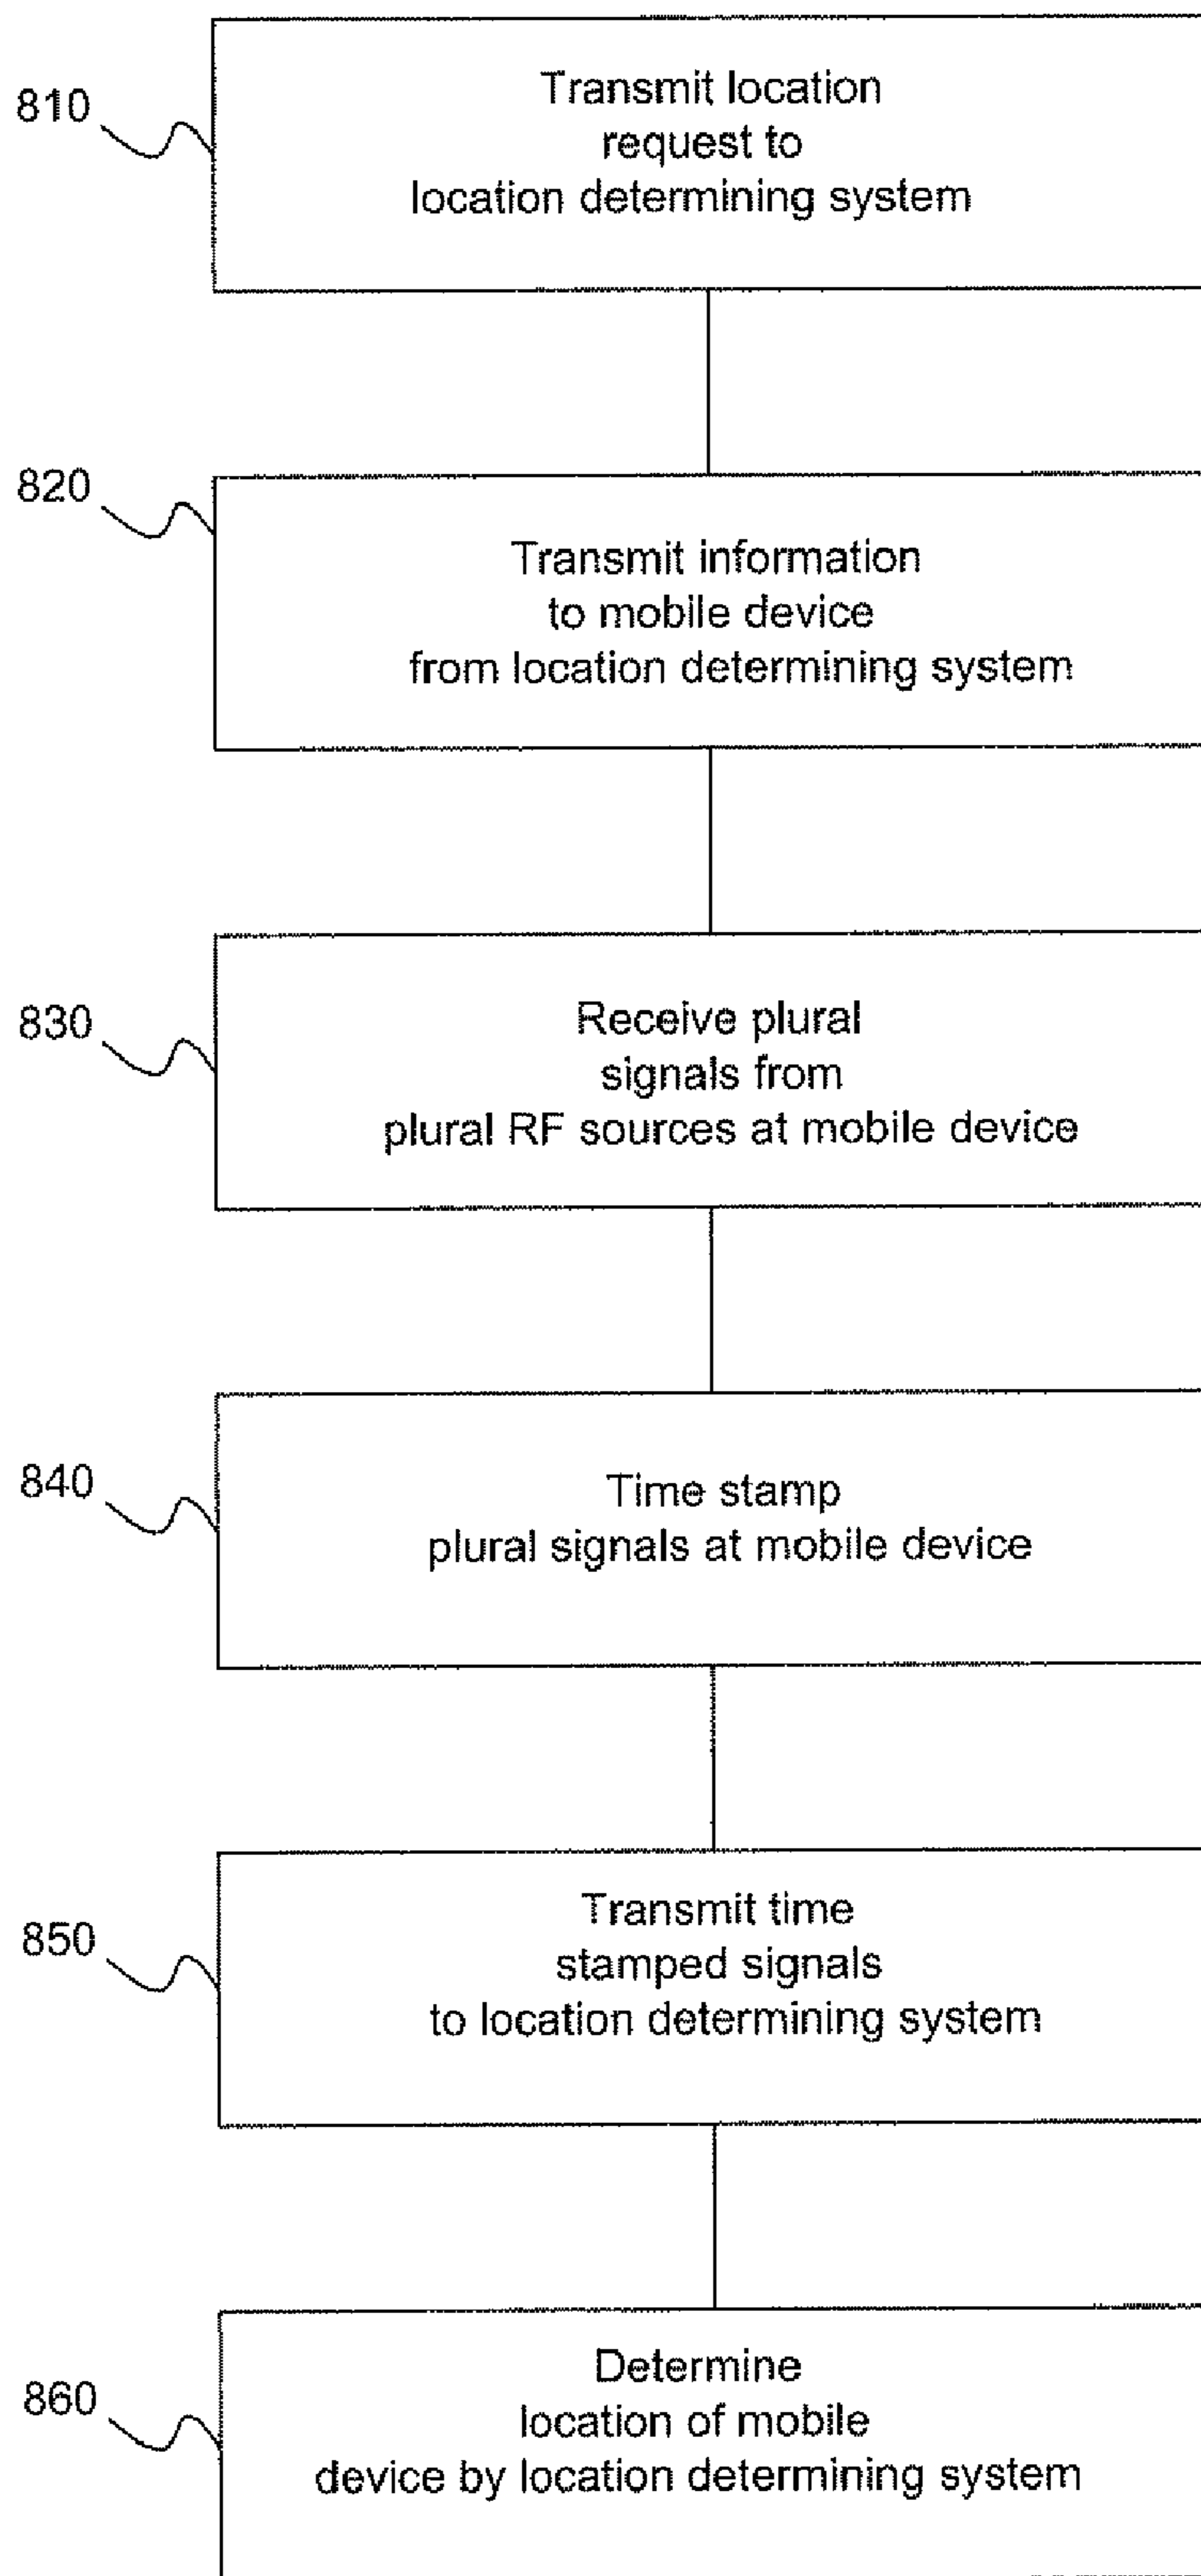 810
Transmit location
request to
location determining system
820
Transmit information
to mobile device
from location determining system
830
Receive plural
signals from
plural RF sources at mobile device
840
Time stamp
plural signals at mobile device
850
Transmit time
stamped signals
to location determining system
860
Determine
location of mobile
device by location determining system